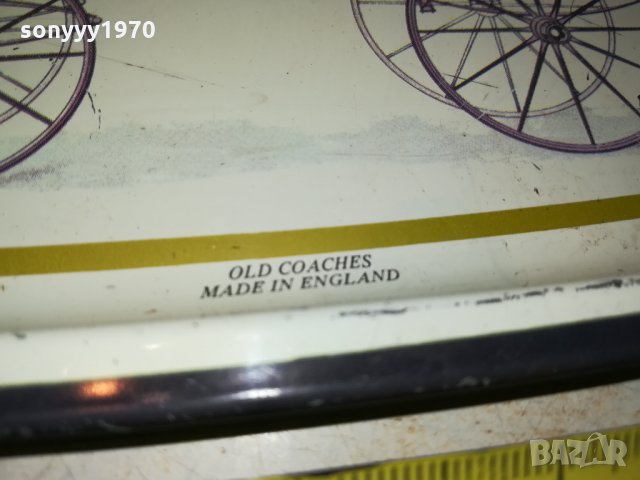 sonyyy1970
OLD COACHES
MADE IN ENGLAND
BAZAR